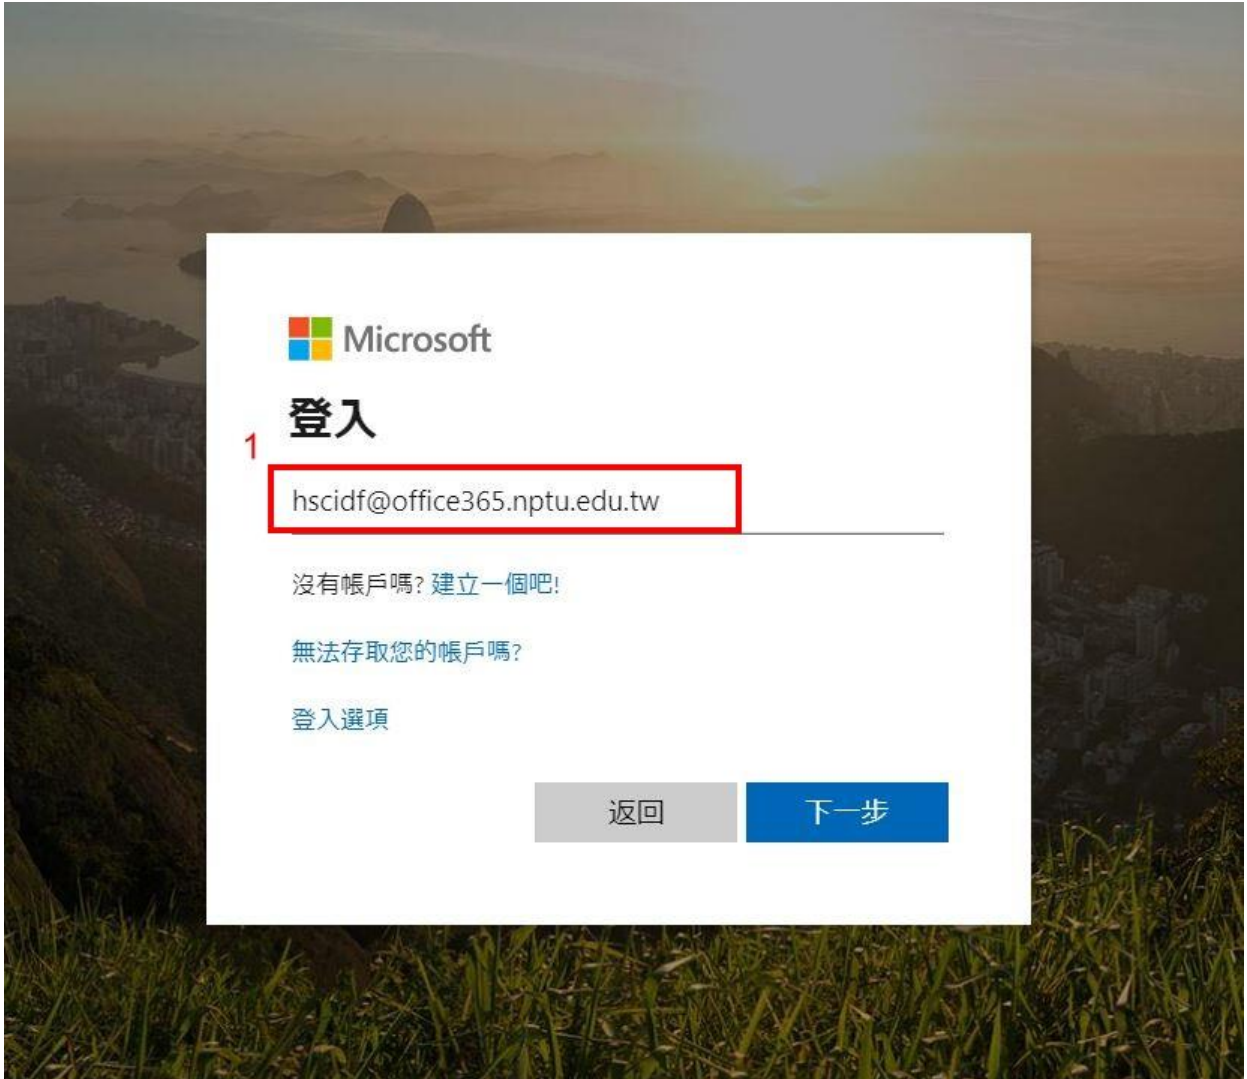 Microsoft
登入
1
hscidf@office365.nptu.edu.tw
沒有帳戶嗎? 建立一個吧!
無法存取您的帳戶嗎?
登入選項
返回
下一步